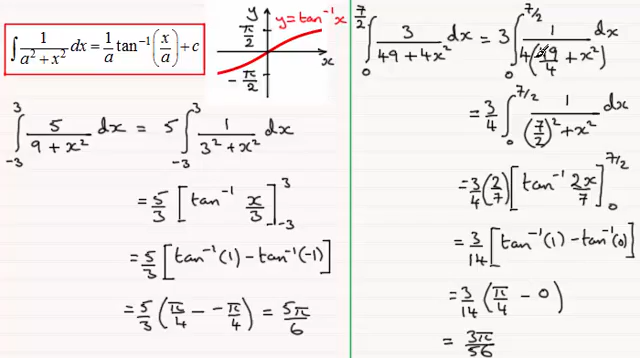 ∫ 1/(a² + x²) dx = 1/a tan⁻¹(x/a) + c
y
y = tan⁻¹ x
π/2
x
-π/2
∫₋₃³ 5/(9 + x²) dx = 5 ∫₋₃³ 1/(3² + x²) dx
= 5/3 [tan⁻¹ x/3]₋₃³
= 5/3 [tan⁻¹(1) - tan⁻¹(-1)]
= 5/3 (π/4 - -π/4) = 5π/6
∫₀^(7/2) 3/(49 + 4x²) dx = 3 ∫₀^(7/2) 1/(4(49/4 + x²)) dx
= 3/4 ∫₀^(7/2) 1/((7/2)² + x²) dx
= 3/4 (2/7) [tan⁻¹ 2x/7]₀^(7/2)
= 3/14 [tan⁻¹(1) - tan⁻¹(0)]
= 3/14 (π/4 - 0)
= 3π/56